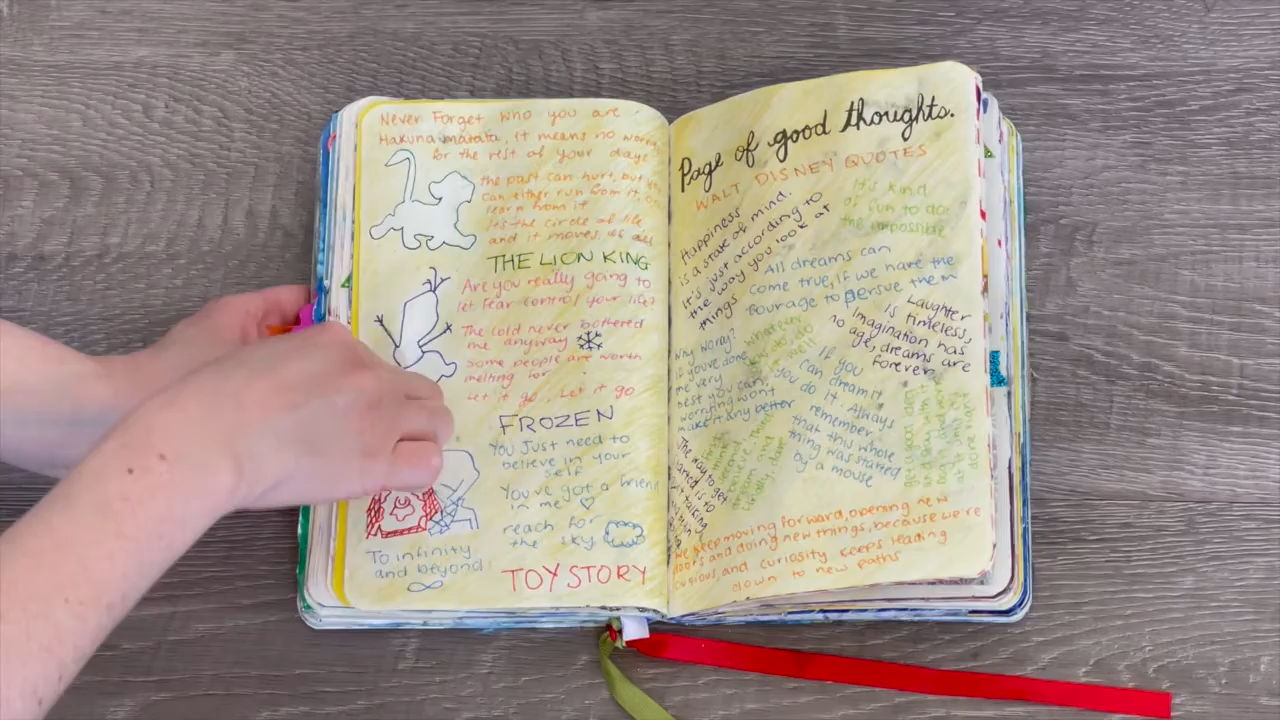 Never Forget who you are
Hakuna matata, it means no worry
for the rest of your days
the past can hurt, but you
can either run from it, or
learn from it
It's the circle of life
and it moves us all
THE LION KING
Are you really going to
let fear control your life?
The cold never bothered
me anyway
Some people are worth
melting for
Let it go, Let it go
FROZEN
You just need to
believe in your
self
You've got a friend
in me
reach for
the sky
To infinity
and beyond
TOY STORY
Page of good thoughts.
WALT DISNEY QUOTES
Happiness
is a state of mind.
It's just according to
the way you look at
things
It's kind
of fun to do
the impossible
All dreams can
come true, if we have the
courage to persue them
Laughter
is timeless,
Imagination has
no age, dreams are
forever
Why worry?
if you've done
the very
best you can,
worrying wont
make it any better
whatever
you do, do
it well
If you
can dream it
you do it. Always
remember
that this whole
thing was started
by a mouse
The way to get
started is to
quit talking
We keep moving forward, opening new
doors and doing new things, because we're
curious, and curiosity keeps leading
down to new paths